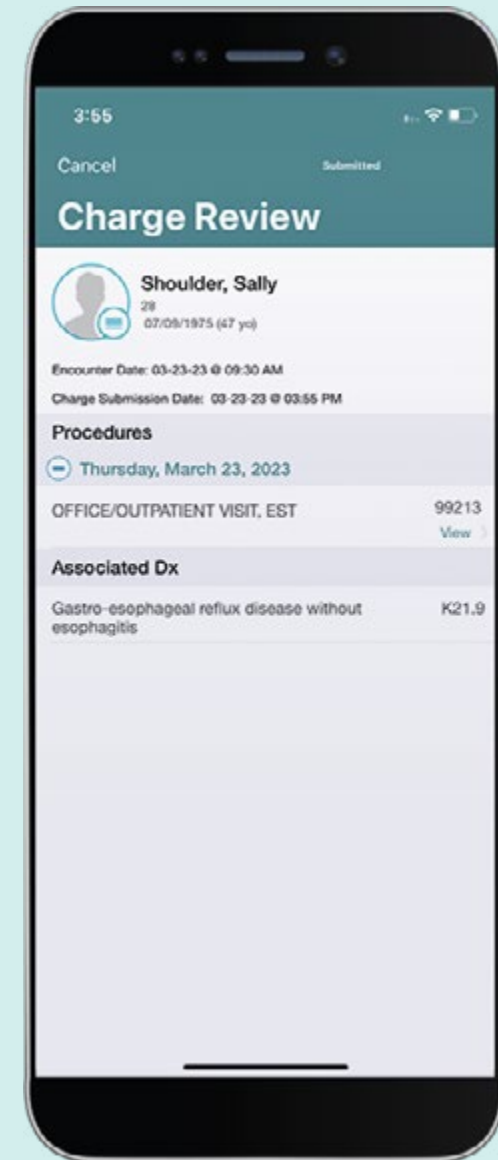 3:55
Cancel
Submitted
Charge Review
Shoulder, Sally
28
07/09/1975 (47 yo)
Encounter Date: 03-23-23 @ 09:30 AM
Charge Submission Date: 03-23-23 @ 03:55 PM
Procedures
Thursday, March 23, 2023
OFFICE/OUTPATIENT VISIT, EST 99213
View
Associated Dx
Gastro-esophageal reflux disease without K21.9
esophagitis